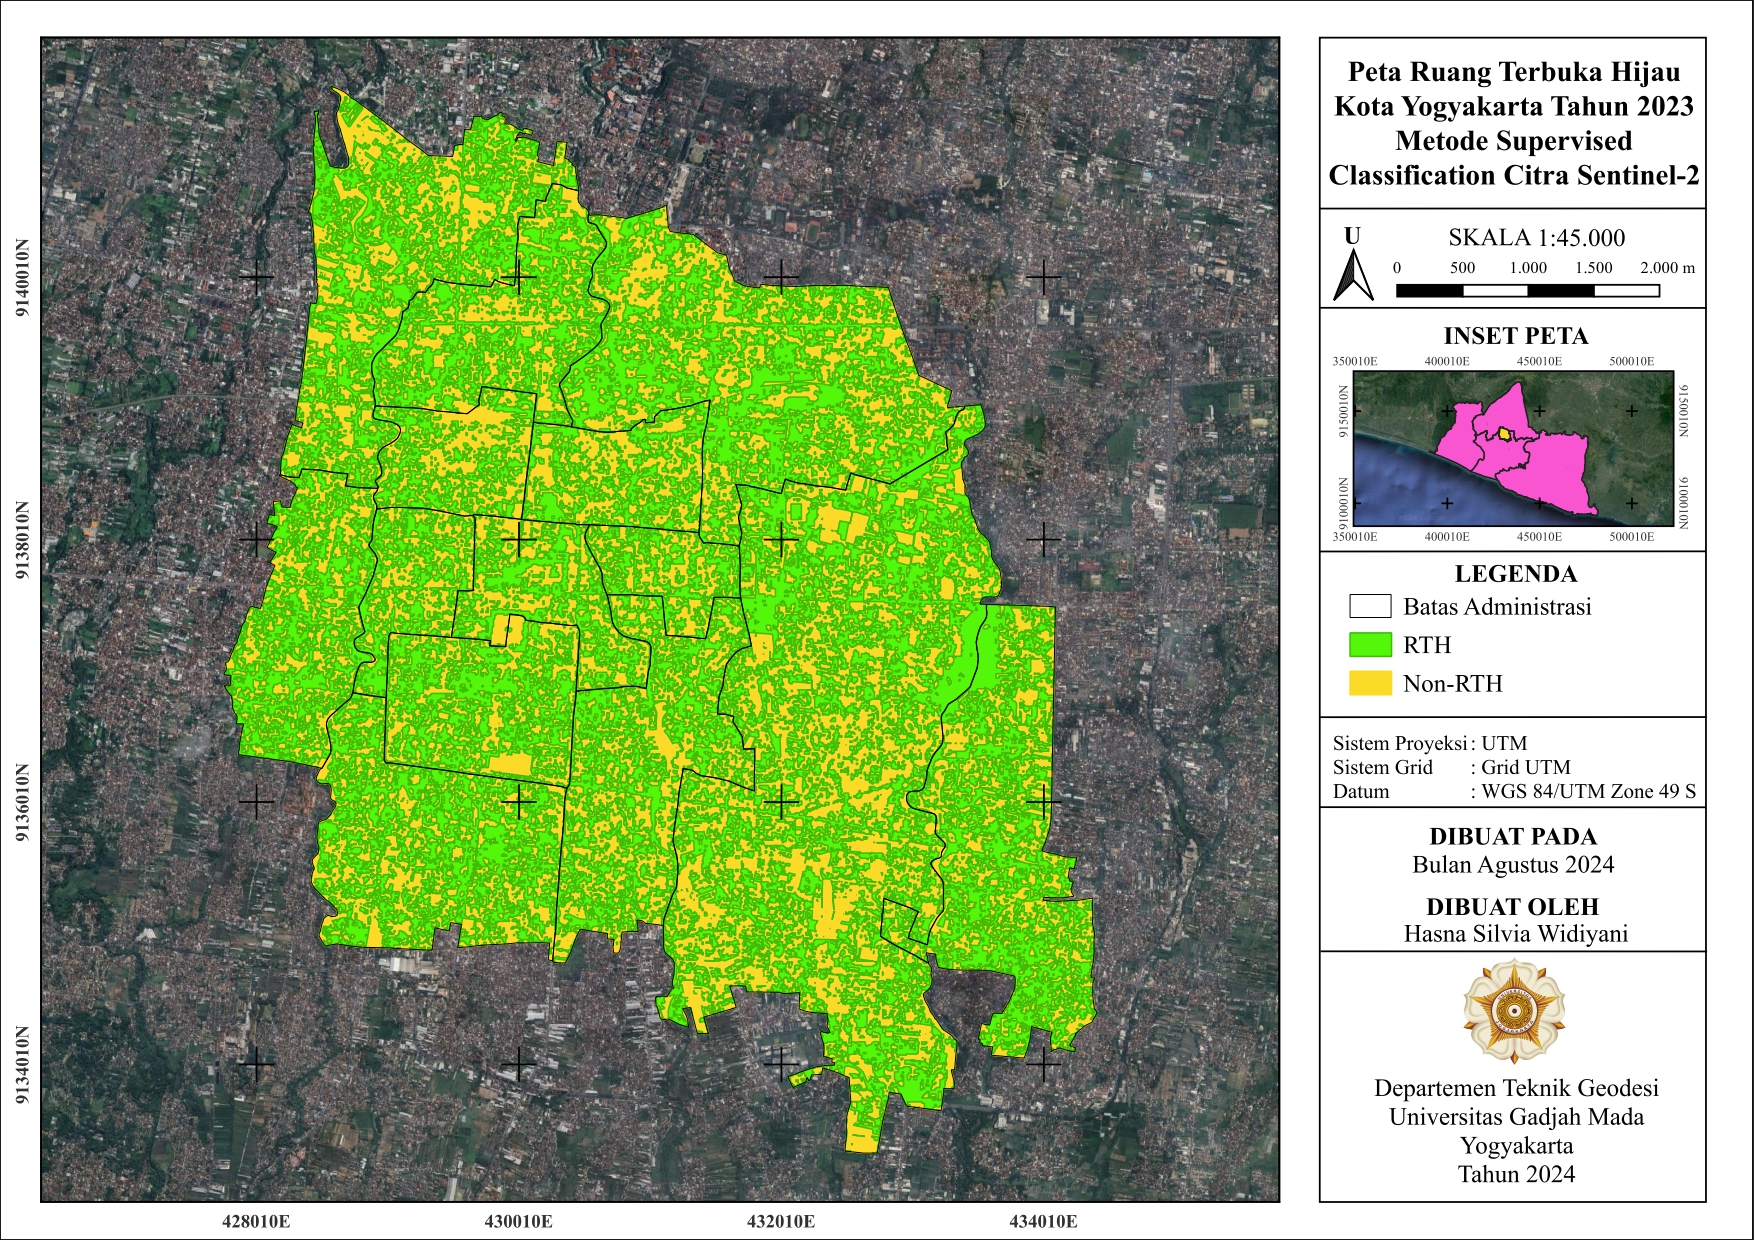 Peta Ruang Terbuka Hijau
Kota Yogyakarta Tahun 2023
Metode Supervised
Classification Citra Sentinel-2
U
SKALA 1:45.000
0 500 1.000 1.500 2.000 m
INSET PETA
350010E 400010E 450010E 500010E
9150010N
9150010N
9100010N
9100010N
350010E 400010E 450010E 500010E
LEGENDA
Batas Administrasi
RTH
Non-RTH
Sistem Proyeksi : UTM
Sistem Grid : Grid UTM
Datum : WGS 84/UTM Zone 49 S
DIBUAT PADA
Bulan Agustus 2024
DIBUAT OLEH
Hasna Silvia Widiyani
Departemen Teknik Geodesi
Universitas Gadjah Mada
Yogyakarta
Tahun 2024
9140010N
9138010N
9136010N
9134010N
428010E 430010E 432010E 434010E